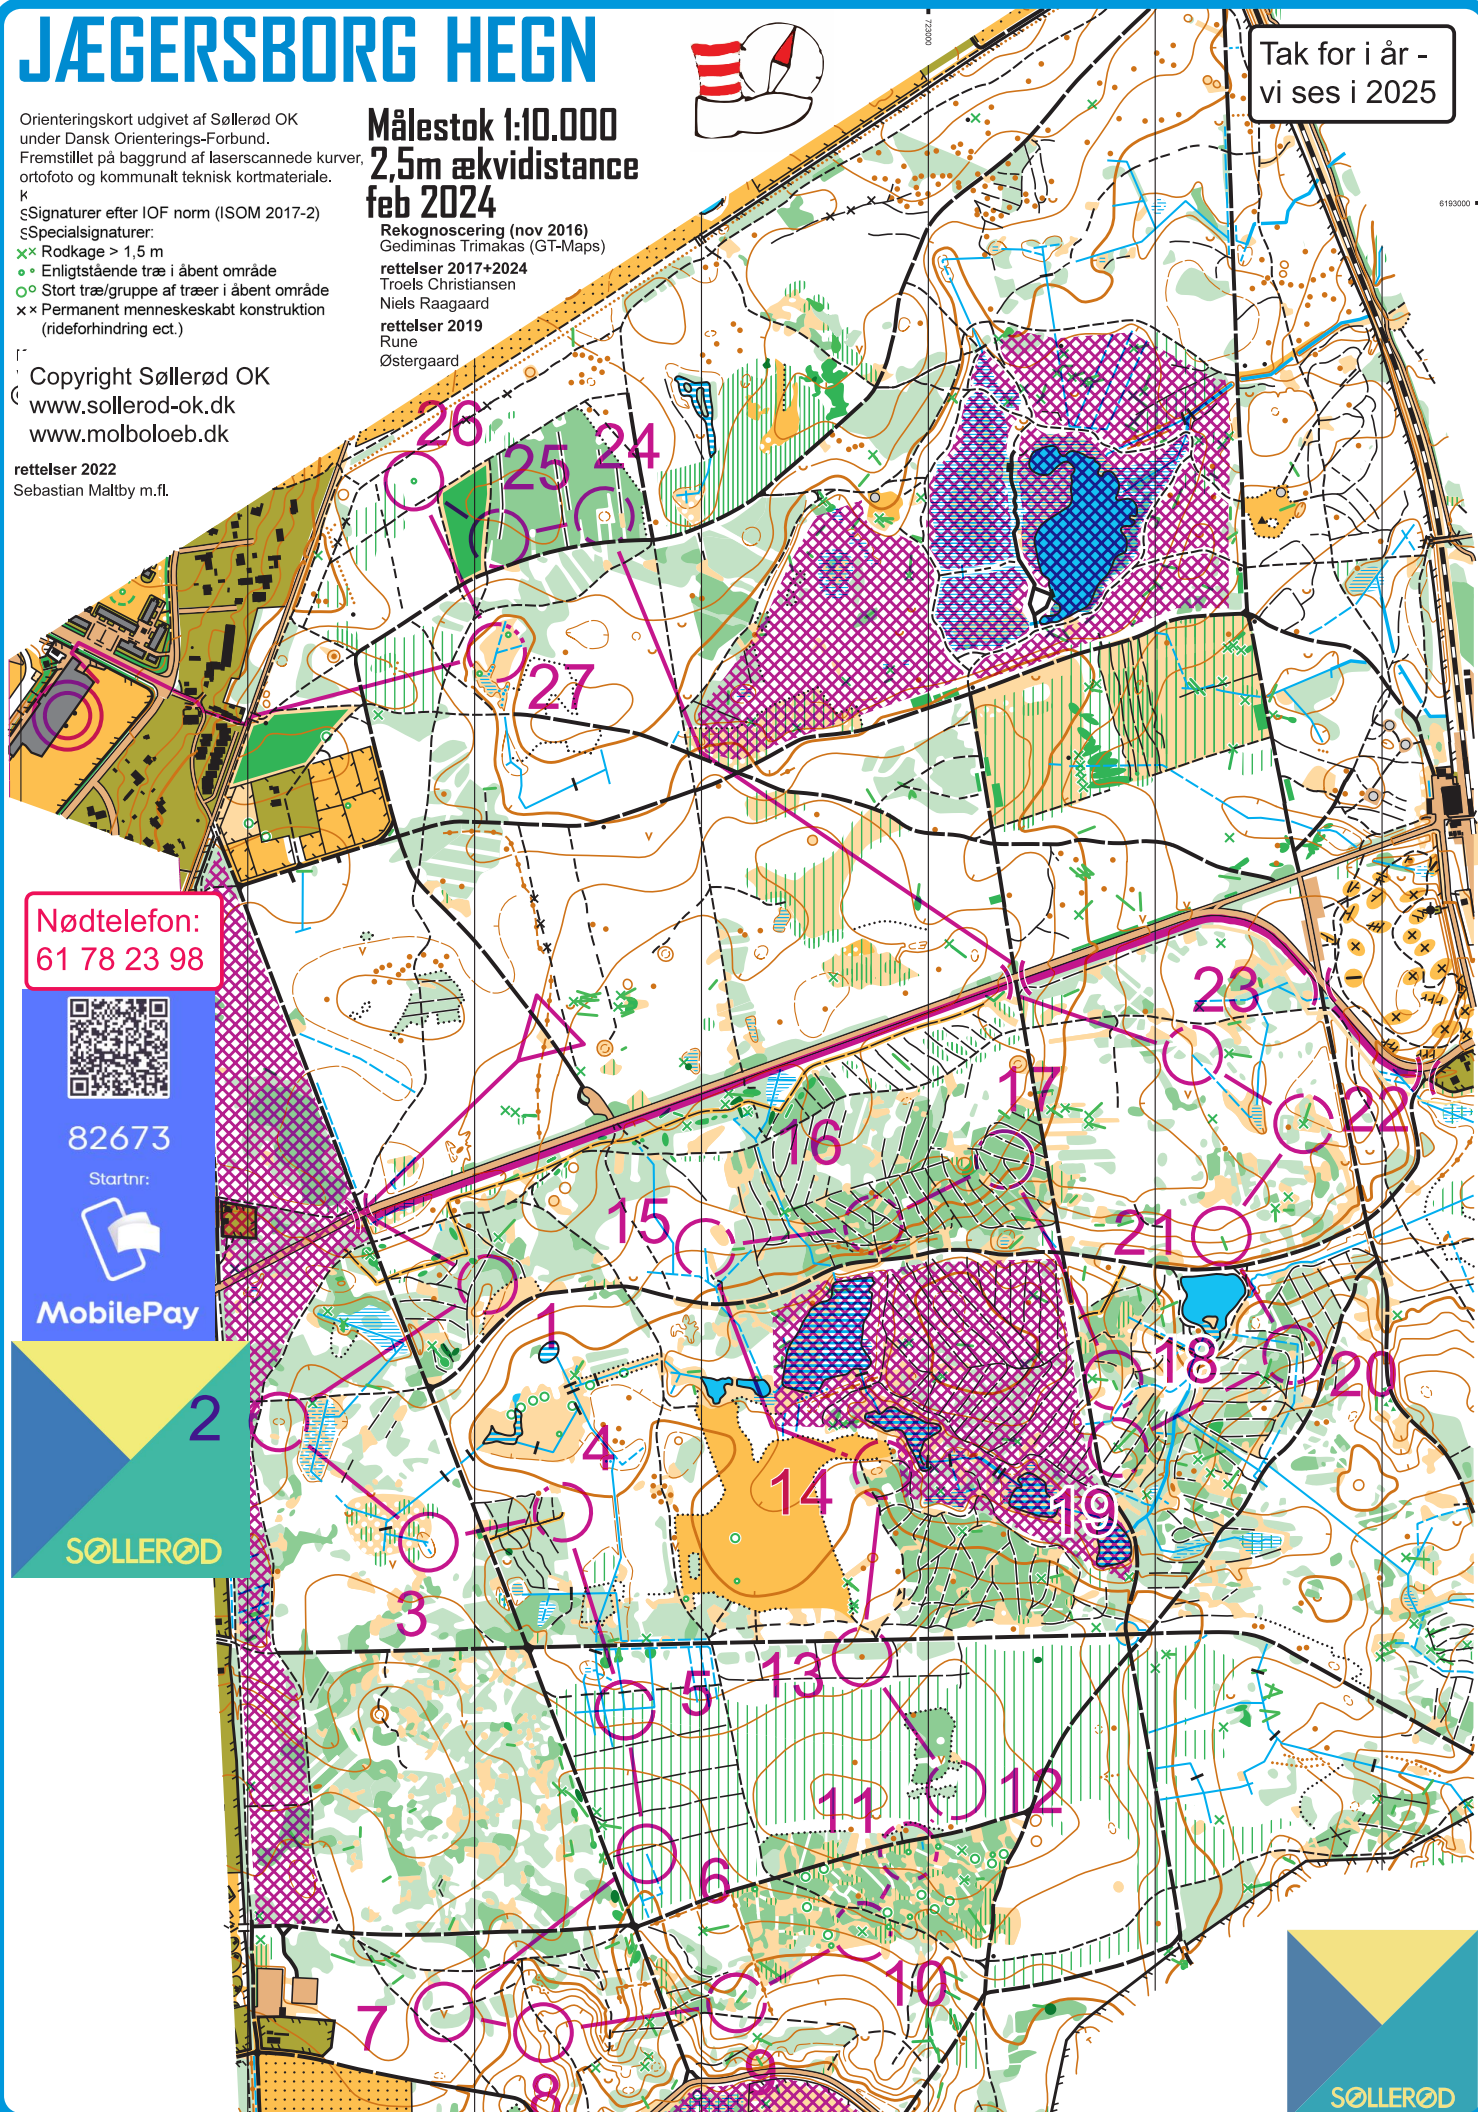 JÆGERSBORG HEGN
Tak for i år -
vi ses i 2025
723000
6193000
Orienteringskort udgivet af Søllerød OK
under Dansk Orienterings-Forbund.
Fremstillet på baggrund af laserscannede kurver,
ortofoto og kommunalt teknisk kortmateriale.
K
Signaturer efter IOF norm (ISOM 2017-2)
Specialsignaturer:
Rodkage > 1,5 m
Enligtstående træ i åbent område
Stort træ/gruppe af træer i åbent område
Permanent menneskeskabt konstruktion
(rideforhindring ect.)
Copyright Søllerød OK
www.sollerod-ok.dk
www.molboloeb.dk
rettelser 2022
Sebastian Maltby m.fl.
Målestok 1:10.000
2,5m ækvidistance
feb 2024
Rekognoscering (nov 2016)
Gediminas Trimakas (GT-Maps)
rettelser 2017+2024
Troels Christiansen
Niels Raagaard
rettelser 2019
Rune
Østergaard
26
25
24
27
Nødtelefon:
61 78 23 98
82673
Startnr:
MobilePay
23
17
22
16
15
21
1
18
20
2
4
14
19
SØLLERØD
3
13
5
12
11
6
10
7
9
8
SØLLERØD